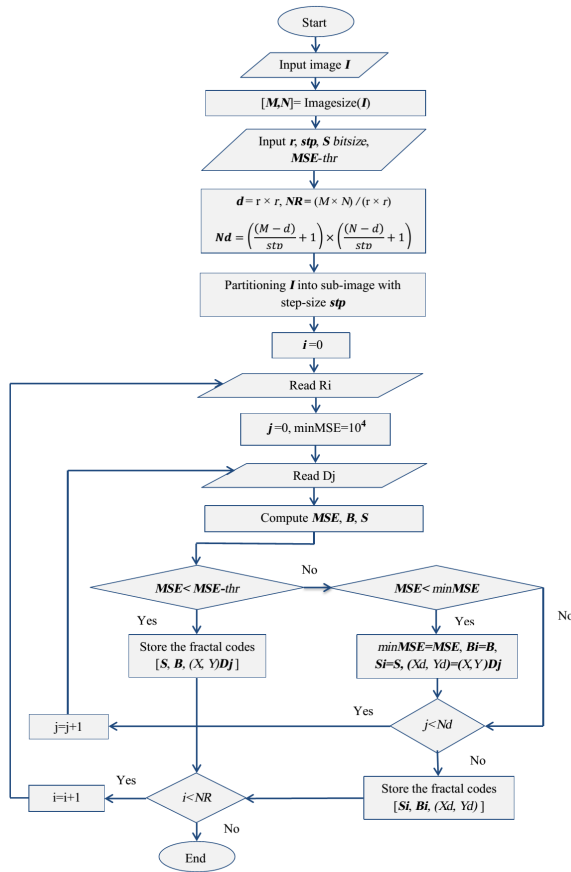 Start
Input image I
[M,N]= Imagesize(I)
Input r, stp, S bitsize,
MSE-thr
d = r × r, NR = (M × N) / (r × r)
Nd = ((M − d)/stp + 1) × ((N − d)/stp + 1)
Partitioning I into sub-image with
step-size stp
i =0
Read Ri
j =0, minMSE=10⁴
Read Dj
Compute MSE, B, S
No
MSE< MSE-thr
MSE< minMSE
No
Yes
Yes
Store the fractal codes
[S, B, (X, Y)Dj ]
minMSE=MSE, Bi=B,
Si=S, (Xd, Yd)=(X,Y)Dj
Yes
j=j+1
j<Nd
No
Yes
i=i+1
i<NR
Store the fractal codes
[Si, Bi, (Xd, Yd) ]
No
End